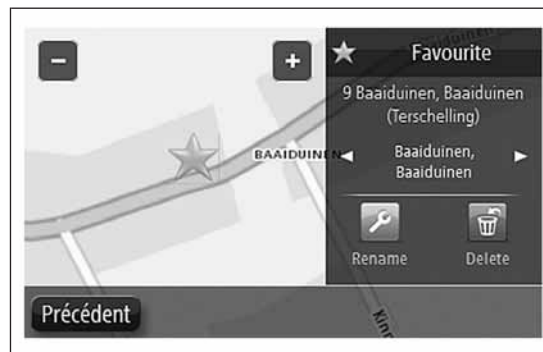 Favourite
9 Baaiduinen, Baaiduinen
(Terschelling)
BAAIDUINEN
Baaiduinen,
Baaiduinen
Rename
Delete
Précédent